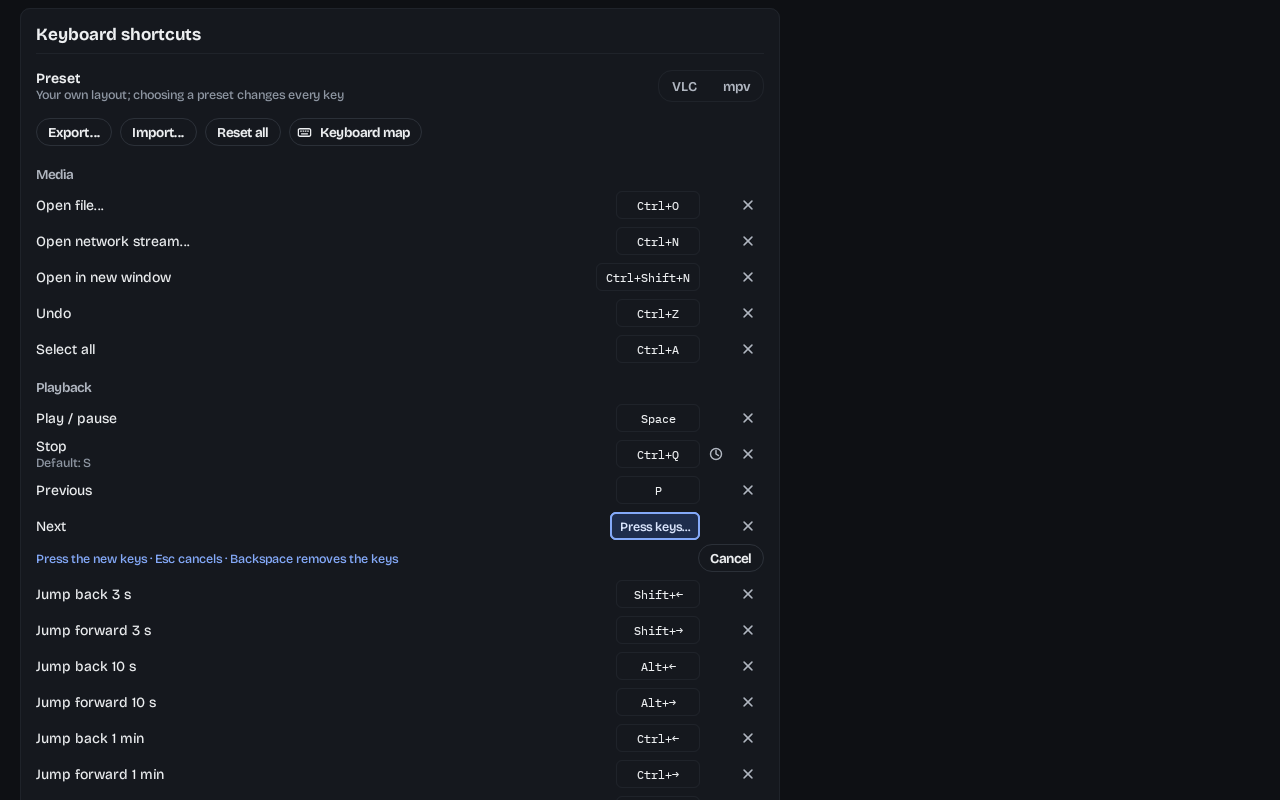 Keyboard shortcuts
Preset
Your own layout; choosing a preset changes every key
VLC mpv
Export... Import... Reset all Keyboard map
Media
Open file... Ctrl+O
Open network stream... Ctrl+N
Open in new window Ctrl+Shift+N
Undo Ctrl+Z
Select all Ctrl+A
Playback
Play / pause Space
Stop
Default: S
Ctrl+Q
Previous P
Next Press keys...
Press the new keys · Esc cancels · Backspace removes the keys Cancel
Jump back 3 s Shift+←
Jump forward 3 s Shift+→
Jump back 10 s Alt+←
Jump forward 10 s Alt+→
Jump back 1 min Ctrl+←
Jump forward 1 min Ctrl+→